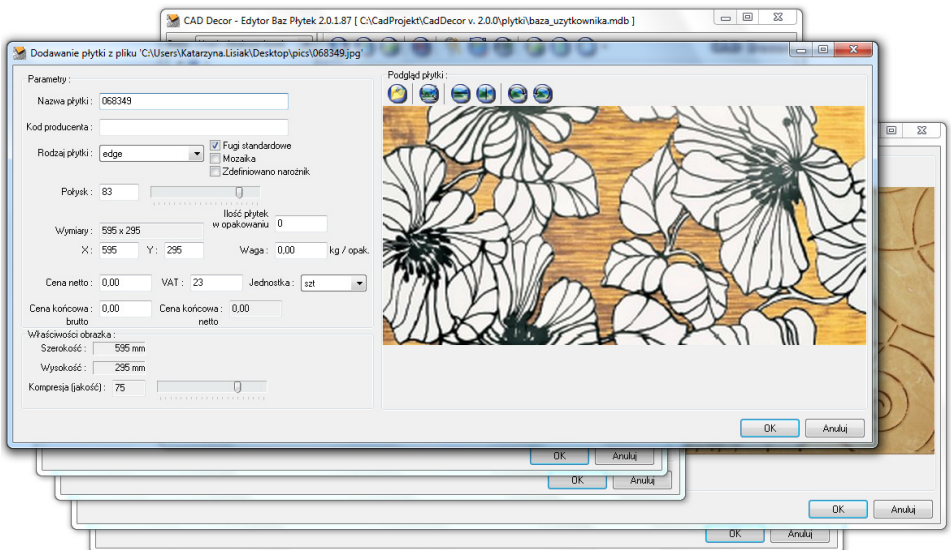 CAD Decor - Edytor Baz Płytek 2.0.1.87 [ C:\CadProjekt\CadDecor v. 2.0.0\plytki\baza_uzytkownika.mdb ]
Dodawanie płytki z pliku 'C:\Users\Katarzyna.Lisiak\Desktop\pics\068349.jpg'
Parametry :
Podgląd płytki :
Nazwa płytki : 068349
Kod producenta :
Rodzaj płytki : edge
Fugi standardowe
Mozaika
Zdefiniowano narożnik
Połysk : 83
Ilość płytek
w opakowaniu 0
Wymiary : 595 x 295
X : 595 Y : 295 Waga : 0,00 kg / opak.
Cena netto : 0,00 VAT : 23 Jednostka : szt
Cena końcowa : 0,00 Cena końcowa : 0,00
brutto netto
Właściwości obrazka :
Szerokość : 595 mm
Wysokość : 295 mm
Kompresja (jakość) : 75
OK Anuluj
OK Anuluj
OK Anuluj
OK Anuluj
OK Anuluj